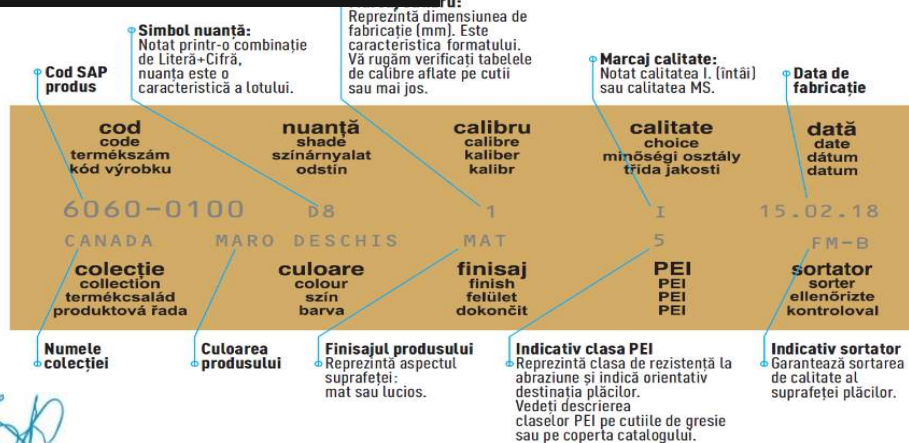 Simbol nuanță:
Notat printr-o combinație
de Literă+Cifră,
nuanța este o
caracteristică a lotului.
Reprezintă dimensiunea de
fabricație (mm). Este
caracteristica formatului.
Vă rugăm verificați tabelele
de calibre aflate pe cutii
sau mai jos.
Cod SAP
produs
Marcaj calitate:
Notat calitatea I. (întâi)
sau calitatea MS.
Data de
fabricație
cod nuanță calibru calitate dată
code shade calibre choice date
termékszám színárnyalat kaliber minőségi osztály dátum
kód výrobku odstín kalibr třída jakosti datum
6060-0100 D8 1 I 15.02.18
CANADA MARO DESCHIS MAT 5 FM-B
colecție culoare finisaj PEI sortator
collection colour finish PEI sorter
termékcsalád szín felület PEI ellenőrizte
produktová řada barva dokončit PEI kontroloval
Numele
colecției
Culoarea
produsului
Finisajul produsului
Reprezintă aspectul
suprafeței:
mat sau lucios.
Indicativ clasa PEI
Reprezintă clasa de rezistență la
abraziune și indică orientativ
destinația plăcilor.
Vedeți descrierea
claselor PEI pe cutiile de gresie
sau pe coperta catalogului.
Indicativ sortator
Garantează sortarea
de calitate al
suprafeței plăcilor.